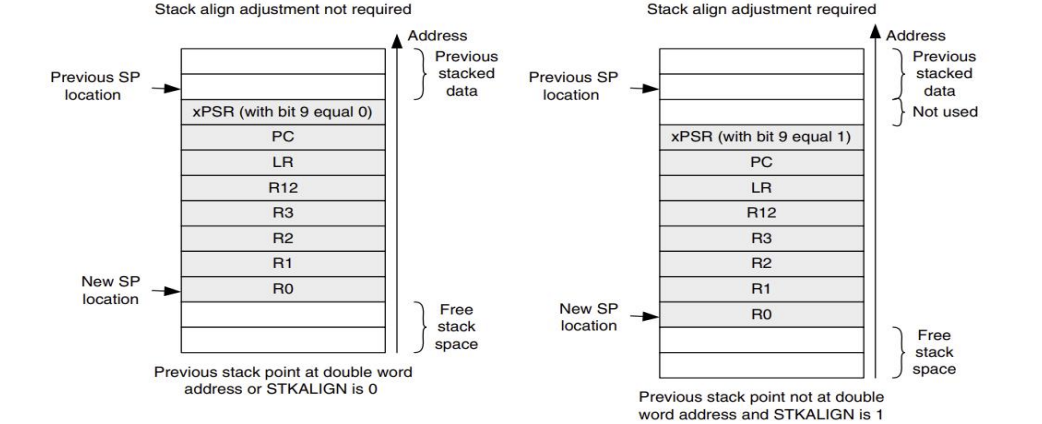 Stack align adjustment not required
Address
Previous
stacked
data
Previous SP
location
xPSR (with bit 9 equal 0)
PC
LR
R12
R3
R2
R1
R0
New SP
location
Free
stack
space
Previous stack point at double word
address or STKALIGN is 0
Stack align adjustment required
Address
Previous
stacked
data
Not used
Previous SP
location
xPSR (with bit 9 equal 1)
PC
LR
R12
R3
R2
R1
R0
New SP
location
Free
stack
space
Previous stack point not at double
word address and STKALIGN is 1